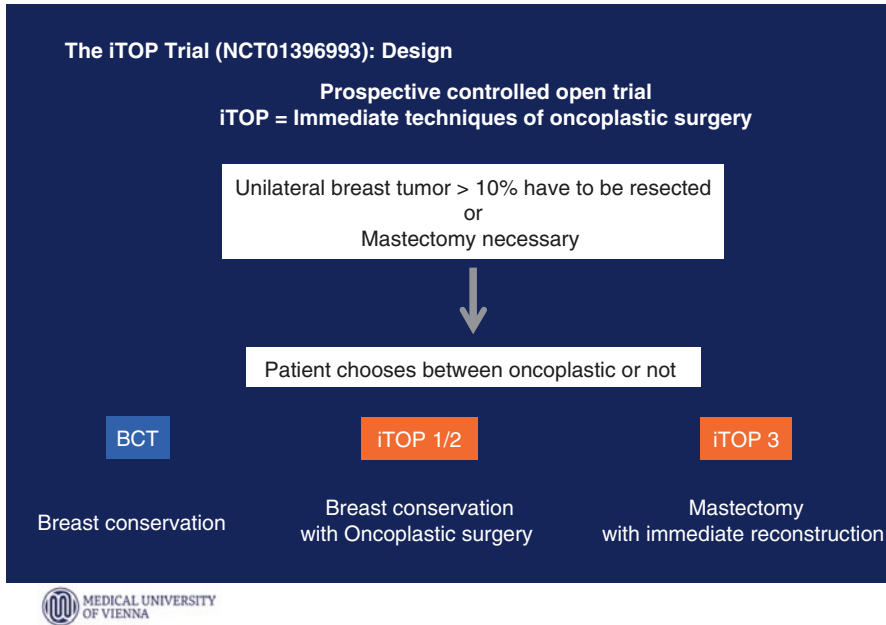 The iTOP Trial (NCT01396993): Design
Prospective controlled open trial
iTOP = Immediate techniques of oncoplastic surgery
Unilateral breast tumor > 10% have to be resected
or
Mastectomy necessary
Patient chooses between oncoplastic or not
BCT
iTOP 1/2
iTOP 3
Breast conservation
Breast conservation
with Oncoplastic surgery
Mastectomy
with immediate reconstruction
MEDICAL UNIVERSITY
OF VIENNA